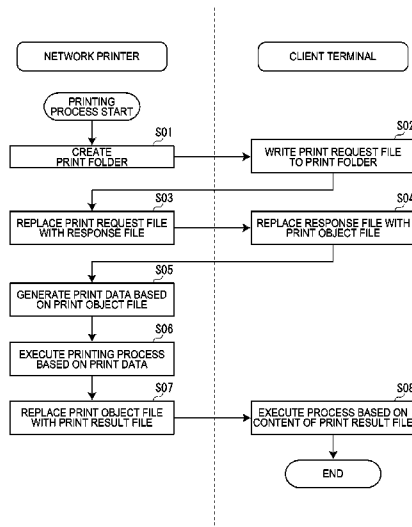 NETWORK PRINTER
CLIENT TERMINAL
PRINTING
PROCESS START
S01
CREATE
PRINT FOLDER
S02
WRITE PRINT REQUEST FILE
TO PRINT FOLDER
S03
REPLACE PRINT REQUEST FILE
WITH RESPONSE FILE
S04
REPLACE RESPONSE FILE WITH
PRINT OBJECT FILE
S05
GENERATE PRINT DATA BASED
ON PRINT OBJECT FILE
S06
EXECUTE PRINTING PROCESS
BASED ON PRINT DATA
S07
REPLACE PRINT OBJECT FILE
WITH PRINT RESULT FILE
S08
EXECUTE PROCESS BASED ON
CONTENT OF PRINT RESULT FILE
END